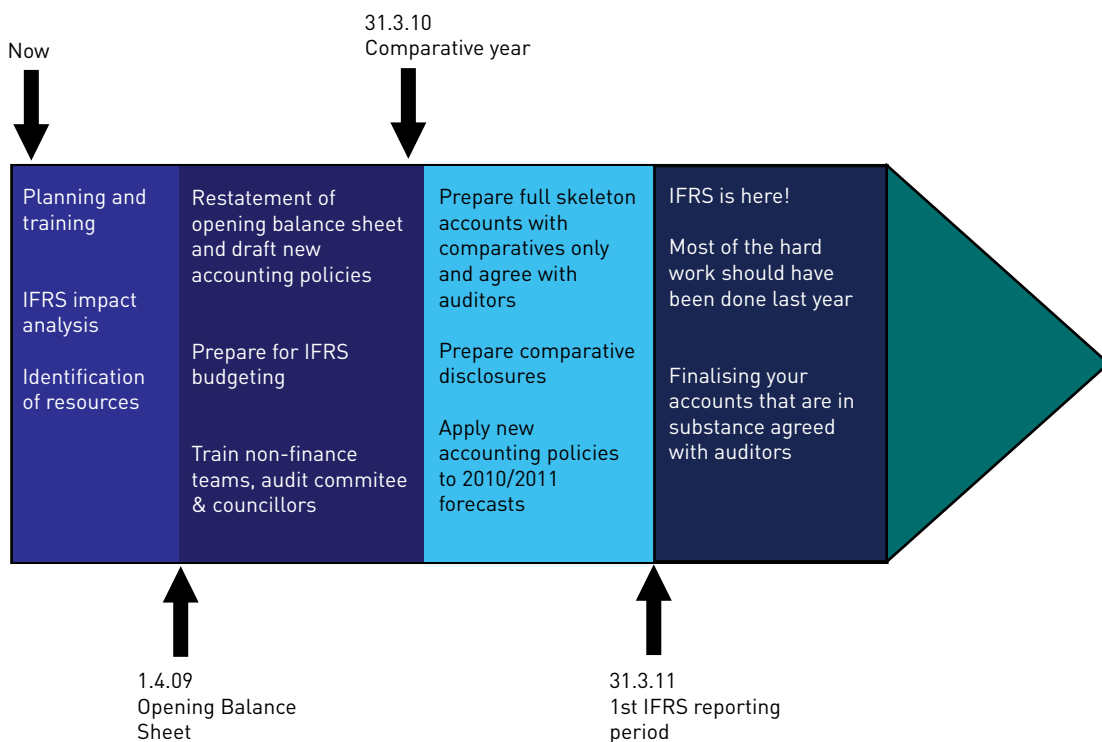 31.3.10
Comparative year
Now
Planning and
training
IFRS impact
analysis
Identification
of resources
Restatement of
opening balance sheet
and draft new
accounting policies
Prepare for IFRS
budgeting
Train non-finance
teams, audit commitee
& councillors
Prepare full skeleton
accounts with
comparatives only
and agree with
auditors
Prepare comparative
disclosures
Apply new
accounting policies
to 2010/2011
forecasts
IFRS is here!
Most of the hard
work should have
been done last year
Finalising your
accounts that are in
substance agreed
with auditors
1.4.09
Opening Balance
Sheet
31.3.11
1st IFRS reporting
period